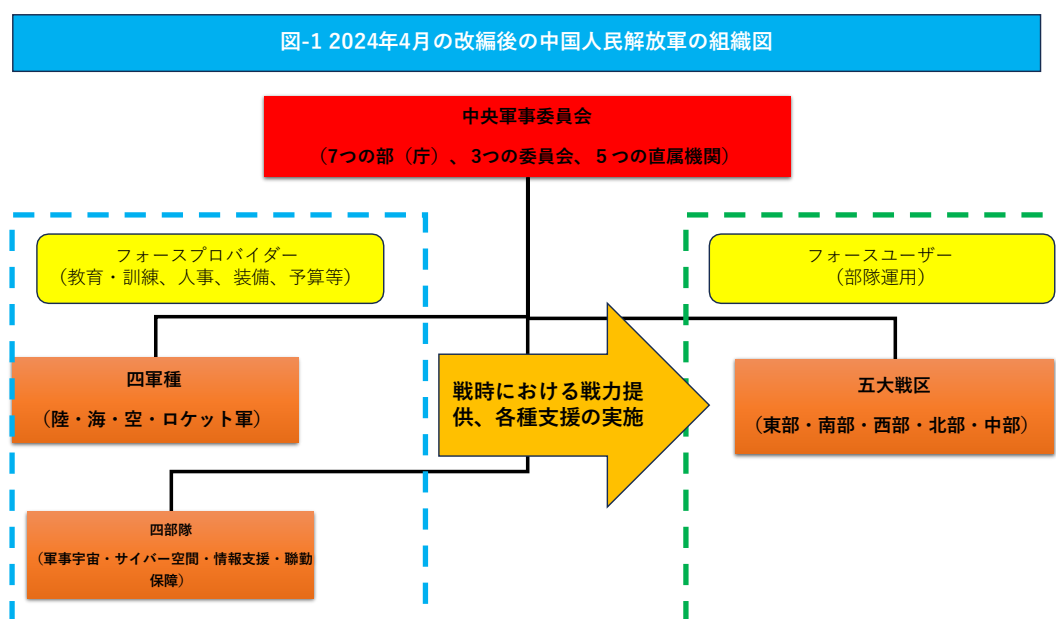 図-1 2024年4月の改編後の中国人民解放軍の組織図
中央軍事委員会
（7つの部（庁）、3つの委員会、５つの直属機関）
フォースプロバイダー
（教育・訓練、人事、装備、予算等）
フォースユーザー
（部隊運用）
四軍種
（陸・海・空・ロケット軍）
戦時における戦力提
供、各種支援の実施
五大戦区
（東部・南部・西部・北部・中部）
四部隊
（軍事宇宙・サイバー空間・情報支援・聯勤
保障）